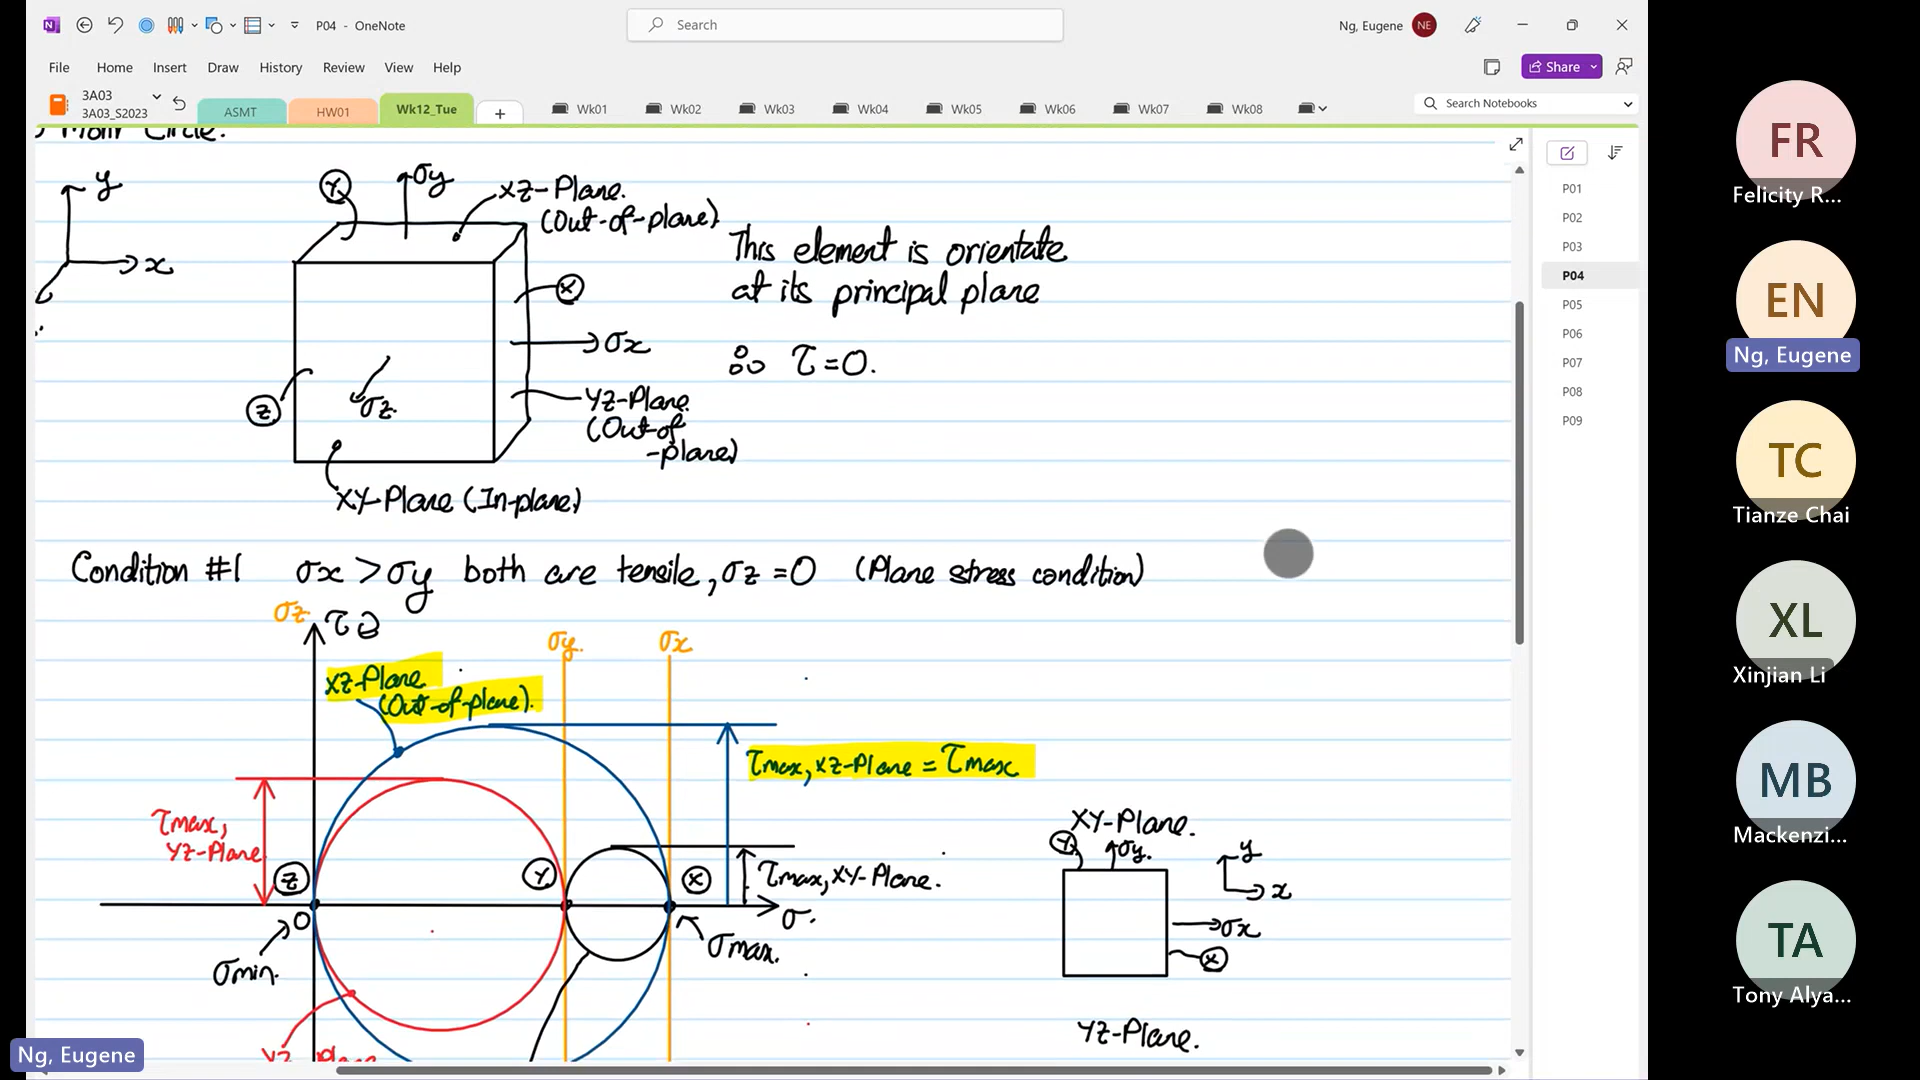 P04 - OneNote
Search
Ng, Eugene
NE
File
Home
Insert
Draw
History
Review
View
Help
Share
3A03
3A03_S2023
ASMT
HW01
Wk12_Tue
+
Wk01
Wk02
Wk03
Wk04
Wk05
Wk06
Wk07
Wk08
Search Notebooks
P01
P02
P03
P04
P05
P06
P07
P08
P09
Mohr Circle.
y
x
Y
σy
XZ-Plane.
(Out-of-plane)
X
σx
YZ-Plane.
(Out-of
-plane)
Z
σz.
XY-Plane (In-plane)
This element is orientate
at its principal plane
∴ τ=0.
Condition #1 σx > σy both are tensile, σz = 0 (Plane stress condition)
σz
τ
σy.
σx
XZ-Plane
(Out-of-plane).
τmax, XZ-Plane = τmax
τmax,
YZ-Plane
Z
Y
X
τmax, XY-Plane.
O
σ.
σmin.
σmax.
YZ-plane
XY-Plane.
Y
σy.
y
x
σx
X
YZ-Plane.
FR
Felicity R...
EN
Ng, Eugene
TC
Tianze Chai
XL
Xinjian Li
MB
Mackenzi...
TA
Tony Alya...
Ng, Eugene